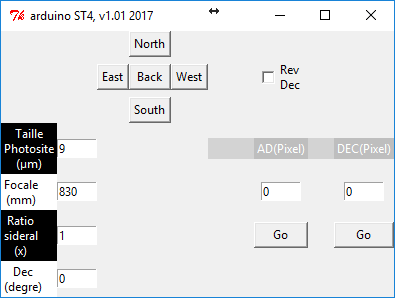 arduino ST4, v1.01 2017
North
East Back West
Rev
Dec
South
Taille
Photosite
(µm)
9
AD(Pixel) DEC(Pixel)
Focale
(mm)
830
0
0
Ratio
sideral
(x)
1
Go
Go
Dec
(degre)
0